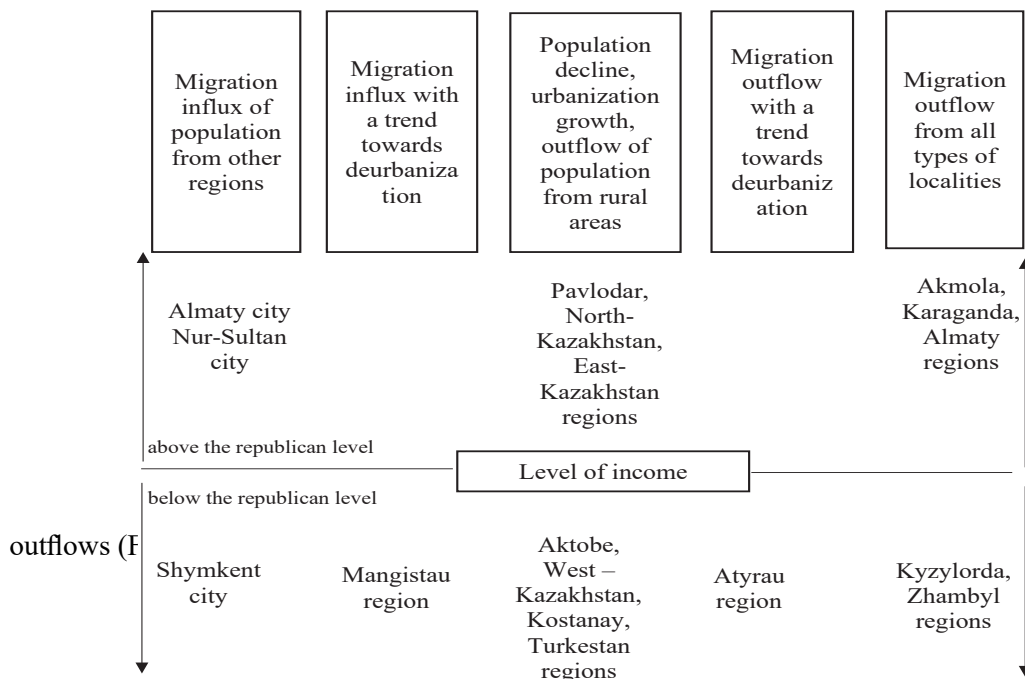 Migration
influx of
population
from other
regions
Migration
influx with
a trend
towards
deurbaniza
tion
Population
decline,
urbanization
growth,
outflow of
population
from rural
areas
Migration
outflow
with a
trend
towards
deurbaniz
ation
Migration
outflow
from all
types of
localities
Almaty city
Nur-Sultan
city
Pavlodar,
North-
Kazakhstan,
East-
Kazakhstan
regions
Akmola,
Karaganda,
Almaty
regions
above the republican level
Level of income
below the republican level
outflows (F
Shymkent
city
Mangistau
region
Aktobe,
West –
Kazakhstan,
Kostanay,
Turkestan
regions
Atyrau
region
Kyzylorda,
Zhambyl
regions